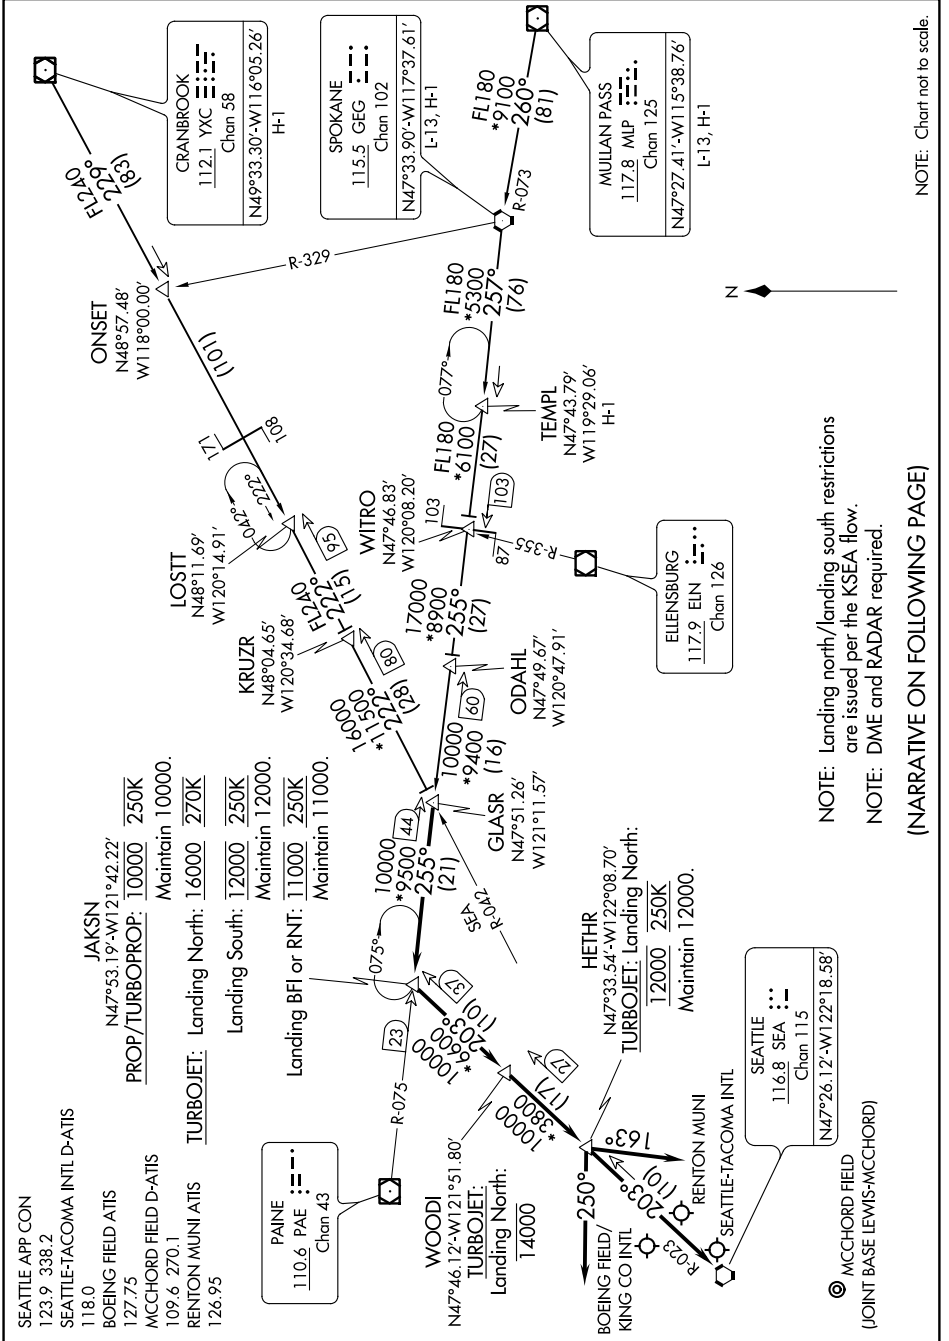 SEATTLE APP CON
123.9 338.2
SEATTLE-TACOMA INTL D-ATIS
118.0
BOEING FIELD ATIS
127.75
MCCHORD FIELD D-ATIS
109.6 270.1
RENTON MUNI ATIS
126.95
JAKSN
N47°53.19'-W121°42.22'
PROP/TURBOPROP: 10000 250K
Maintain 10000.
TURBOJET: Landing North: 16000 270K
Landing South: 12000 250K
Maintain 12000.
Landing BFI or RNT: 11000 250K
Maintain 11000.
CRANBROOK
112.1 YXC
Chan 58
N49°33.30'-W116°05.26'
H-1
FL240
229°
(83)
ONSET
N48°57.48'
W118°00.00'
R-329
(101)
171
108
SPOKANE
115.5 GEG
Chan 102
N47°33.90'-W117°37.61'
L-13, H-1
FL180
*9100
260°
(81)
R-073
MULLAN PASS
117.8 MLP
Chan 125
N47°27.41'-W115°38.76'
L-13, H-1
LOSTT
N48°11.69'
W120°14.91'
042°
222°
95
FL240
222°
(15)
KRUZR
N48°04.65'
W120°34.68'
80
16000
*11500
222°
(28)
FL180
*5300
257°
(76)
077°
TEMPL
N47°43.79'
W119°29.06'
H-1
FL180
*6100
(27)
103
WITRO
N47°46.83'
W120°08.20'
103
87
R-355
ELLENSBURG
117.9 ELN
Chan 126
17000
*8900
255°
(27)
ODAHL
N47°49.67'
W120°47.91'
60
10000
*9400
(16)
GLASR
N47°51.26'
W121°11.57'
44
SEA
R-042
10000
*9500
255°
(21)
075°
37
23
R-075
PAINE
110.6 PAE
Chan 43
10000
*6600
203°
(10)
WOODI
N47°46.12'-W121°51.80'
TURBOJET:
Landing North:
14000
27
10000
*3800
(17)
HETHR
N47°33.54'-W122°08.70'
TURBOJET: Landing North:
12000 250K
Maintain 12000.
250°
163°
203°
(10)
R-023
BOEING FIELD/
KING CO INTL
RENTON MUNI
SEATTLE-TACOMA INTL
SEATTLE
116.8 SEA
Chan 115
N47°26.12'-W122°18.58'
MCCHORD FIELD
(JOINT BASE LEWIS-MCCHORD)
N
NOTE: Landing north/landing south restrictions
are issued per the KSEA flow.
NOTE: DME and RADAR required.
(NARRATIVE ON FOLLOWING PAGE)
NOTE: Chart not to scale.